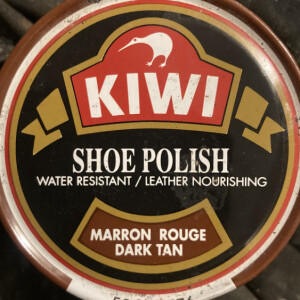 KIWI
SHOE POLISH
WATER RESISTANT / LEATHER NOURISHING
MARRON ROUGE
DARK TAN